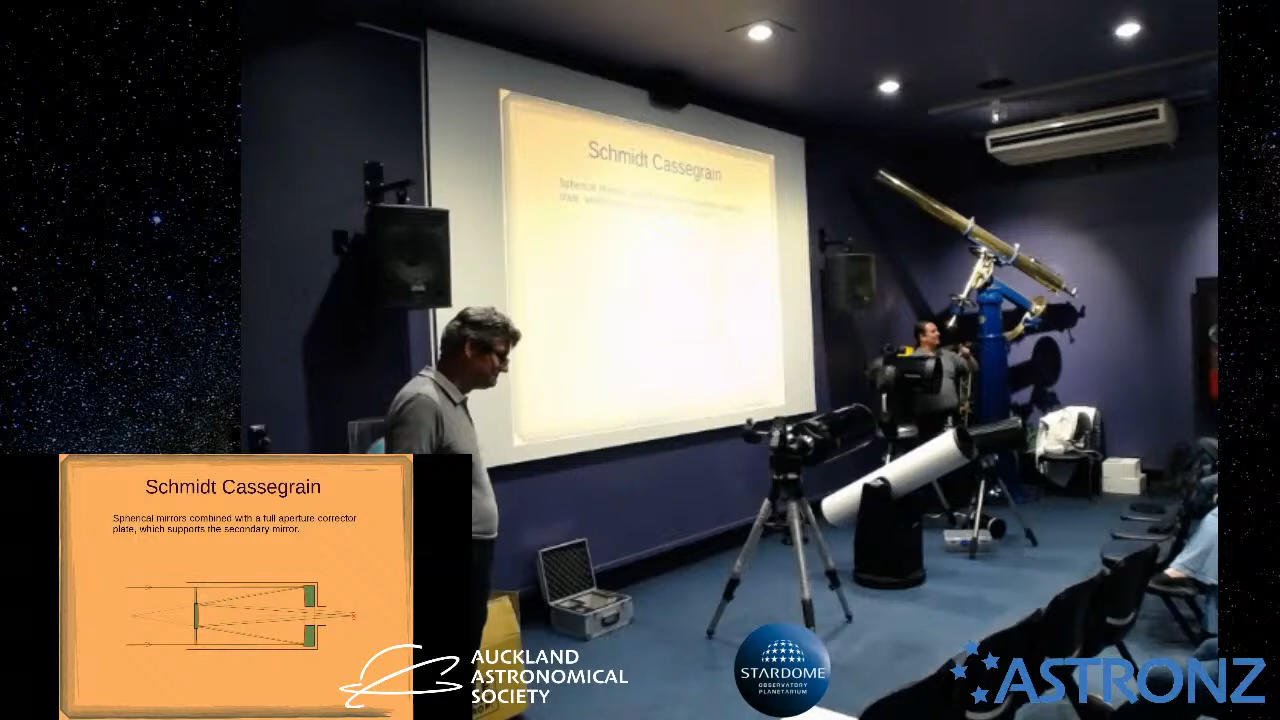 Schmidt Cassegrain
Spherical
Schmidt Cassegrain
Spherical mirrors combined with a full aperture corrector
plate, which supports the secondary mirror.
AUCKLAND
ASTRONOMICAL
SOCIETY
STARDOME
OBSERVATORY
PLANETARIUM
ASTRONZ